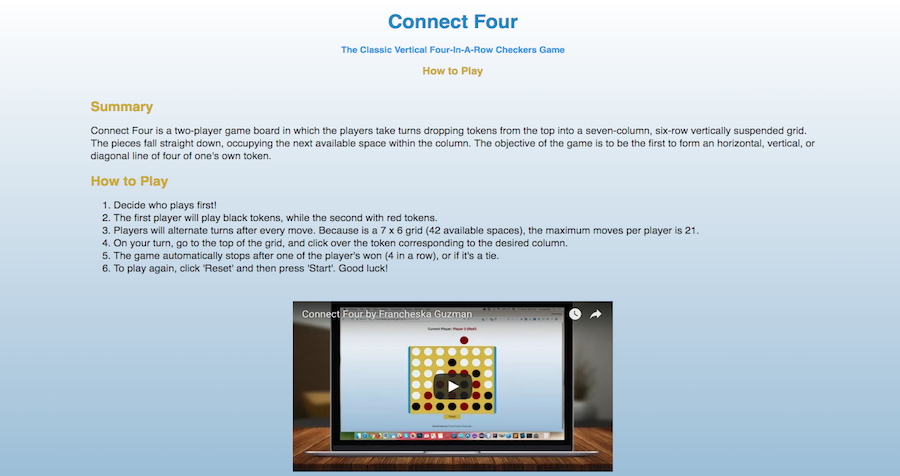 Connect Four
The Classic Vertical Four-In-A-Row Checkers Game
How to Play
Summary
Connect Four is a two-player game board in which the players take turns dropping tokens from the top into a seven-column, six-row vertically suspended grid.
The pieces fall straight down, occupying the next available space within the column. The objective of the game is to be the first to form an horizontal, vertical, or
diagonal line of four of one's own token.
How to Play
1. Decide who plays first!
2. The first player will play black tokens, while the second with red tokens.
3. Players will alternate turns after every move. Because is a 7 x 6 grid (42 available spaces), the maximum moves per player is 21.
4. On your turn, go to the top of the grid, and click over the token corresponding to the desired column.
5. The game automatically stops after one of the player's won (4 in a row), or if it's a tie.
6. To play again, click 'Reset' and then press 'Start'. Good luck!
Connect Four by Francheska Guzman
Current Player: Player 2 (Red)